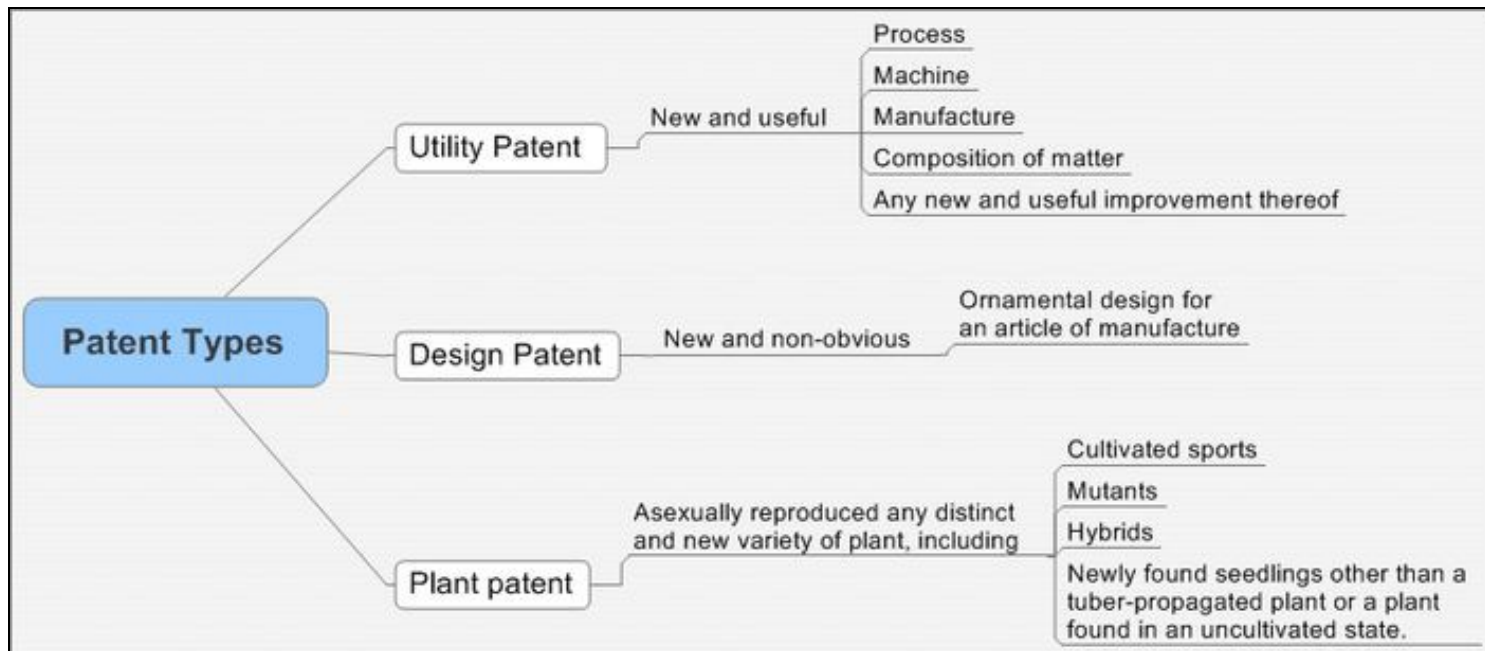 Patent Types
Utility Patent
New and useful
Process
Machine
Manufacture
Composition of matter
Any new and useful improvement thereof
Design Patent
New and non-obvious
Ornamental design for
an article of manufacture
Plant patent
Asexually reproduced any distinct
and new variety of plant, including
Cultivated sports
Mutants
Hybrids
Newly found seedlings other than a
tuber-propagated plant or a plant
found in an uncultivated state.